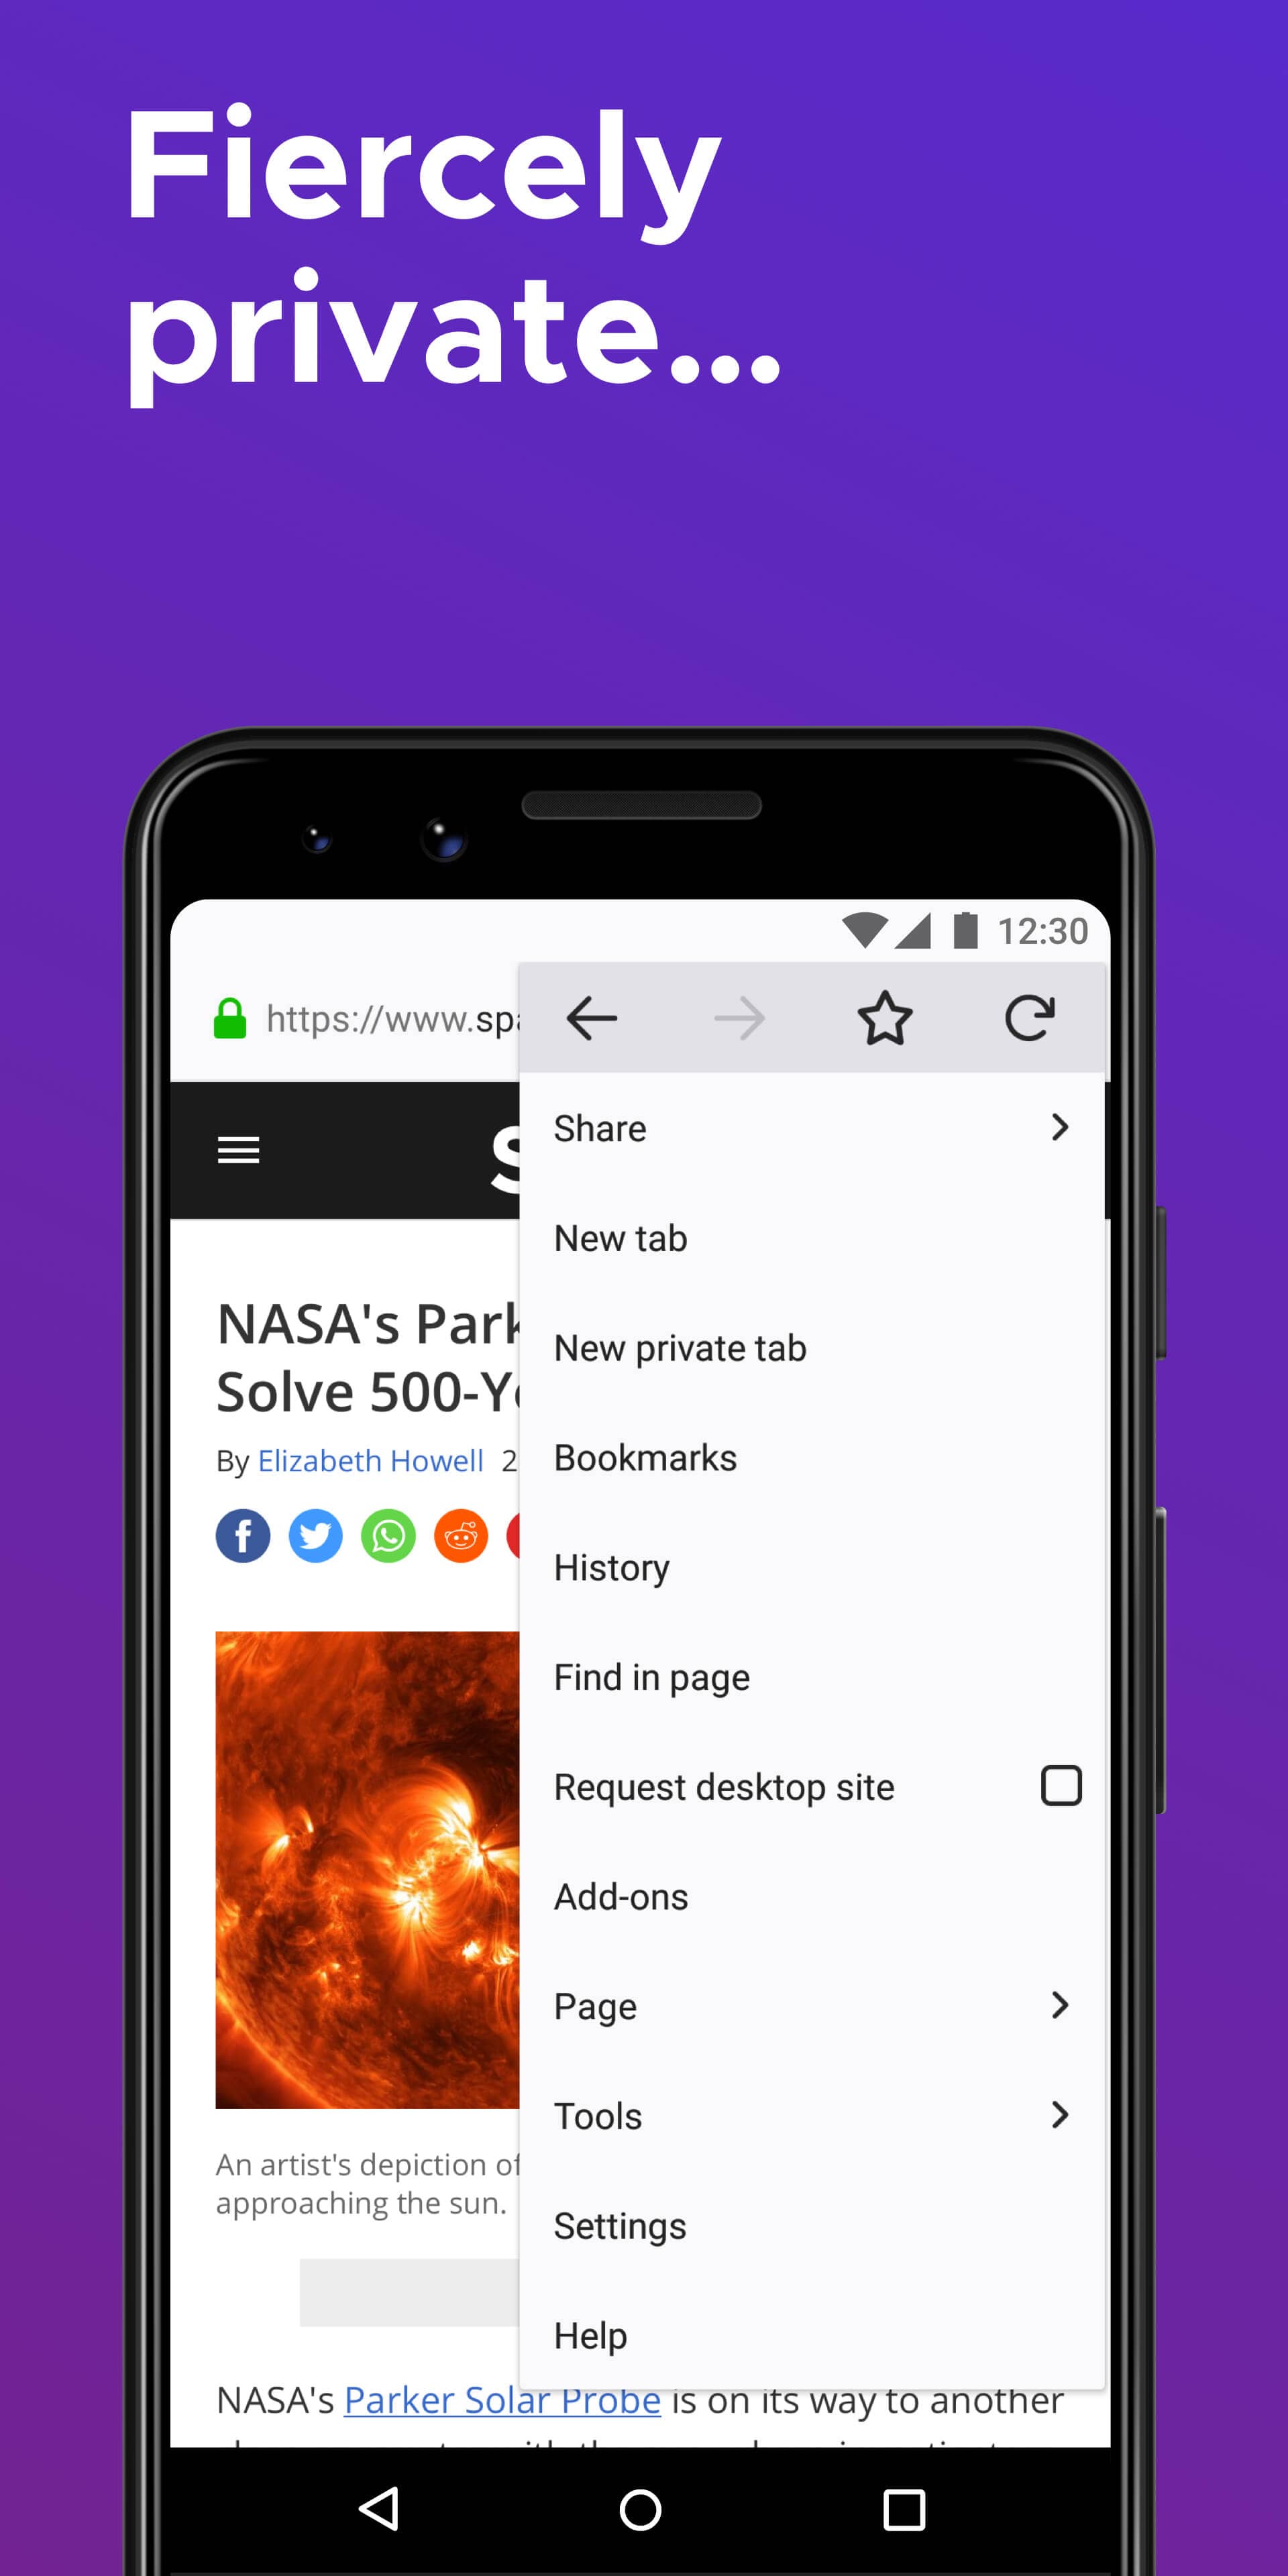 Fiercely
private...
12:30
https://www.spa
S
Share
New tab
New private tab
Bookmarks
History
Find in page
Request desktop site
Add-ons
Page
Tools
Settings
Help
NASA's Park
Solve 500-Ye
By Elizabeth Howell 2
An artist's depiction of
approaching the sun.
NASA's Parker Solar Probe is on its way to another